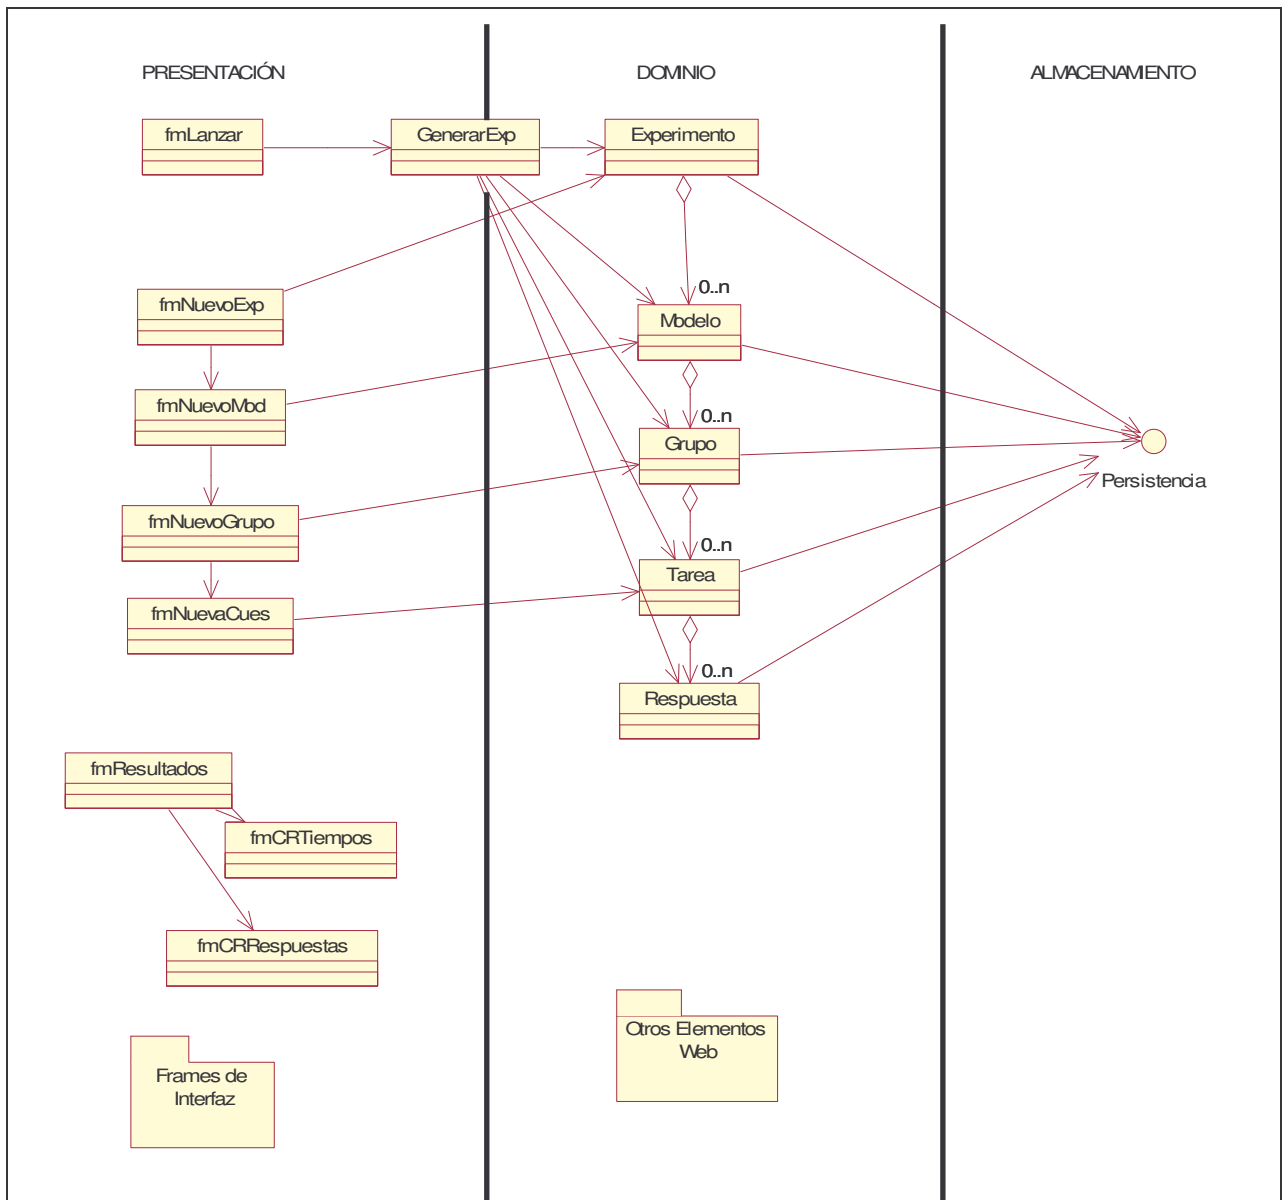 PRESENTACIÓN
DOMINIO
ALMACENAMIENTO
fmLanzar
GenerarExp
Experimento
fmNuevoExp
0..n
Modelo
fmNuevoMod
0..n
Grupo
Persistencia
fmNuevoGrupo
0..n
Tarea
fmNuevaCues
0..n
Respuesta
fmResultados
fmCRTiempos
fmCRRespuestas
Otros Elementos
Web
Frames de
Interfaz